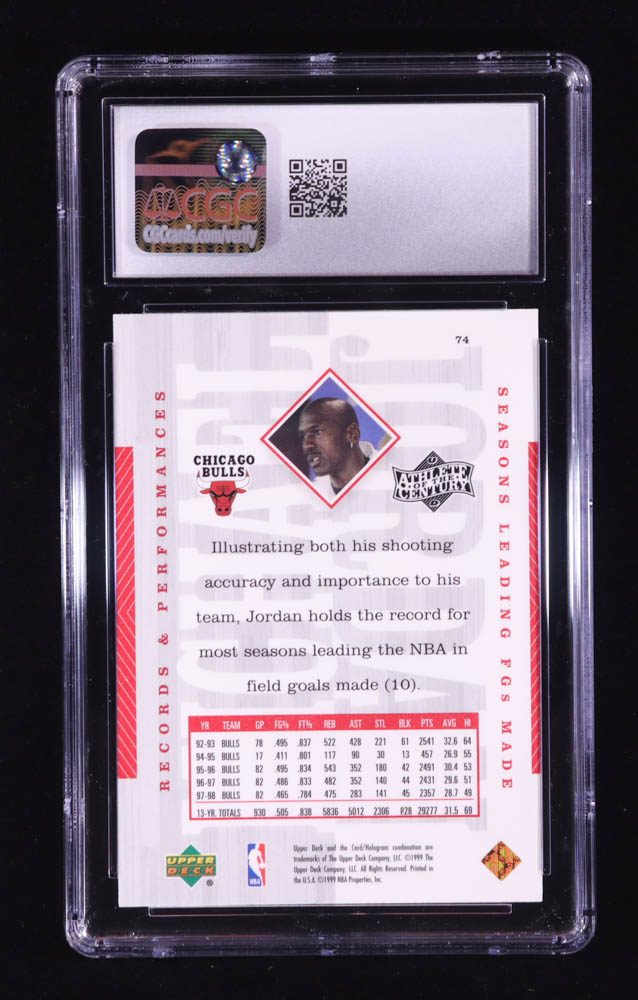 CGC
CGCcards.com/verify
74
RECORDS & PERFORMANCES
SEASONS LEADING FGS MADE
CHICAGO
BULLS
ATHLETE
OF THE
CENTURY
UD
Illustrating both his shooting
accuracy and importance to his
team, Jordan holds the record for
most seasons leading the NBA in
field goals made (10).
YR TEAM GP FG% FT% REB AST STL BLK PTS AVG HI
92-93 BULLS 78 .495 .837 522 428 221 61 2541 32.6 64
94-95 BULLS 17 .411 .801 117 90 30 13 457 26.9 55
95-96 BULLS 82 .495 .834 543 352 180 42 2491 30.4 53
96-97 BULLS 82 .486 .833 482 352 140 44 2431 29.6 51
97-98 BULLS 82 .465 .784 475 283 141 45 2357 28.7 49
13-YR. TOTALS 930 .505 .838 5836 5012 2306 828 29277 31.5 69
UPPER
DECK
NBA
Upper Deck and the Card/Hologram combination are
trademarks of The Upper Deck Company, LLC. ©1999 The
Upper Deck Company, LLC. All Rights Reserved. Printed in
the U.S.A. ©1999 NBA Properties, Inc.